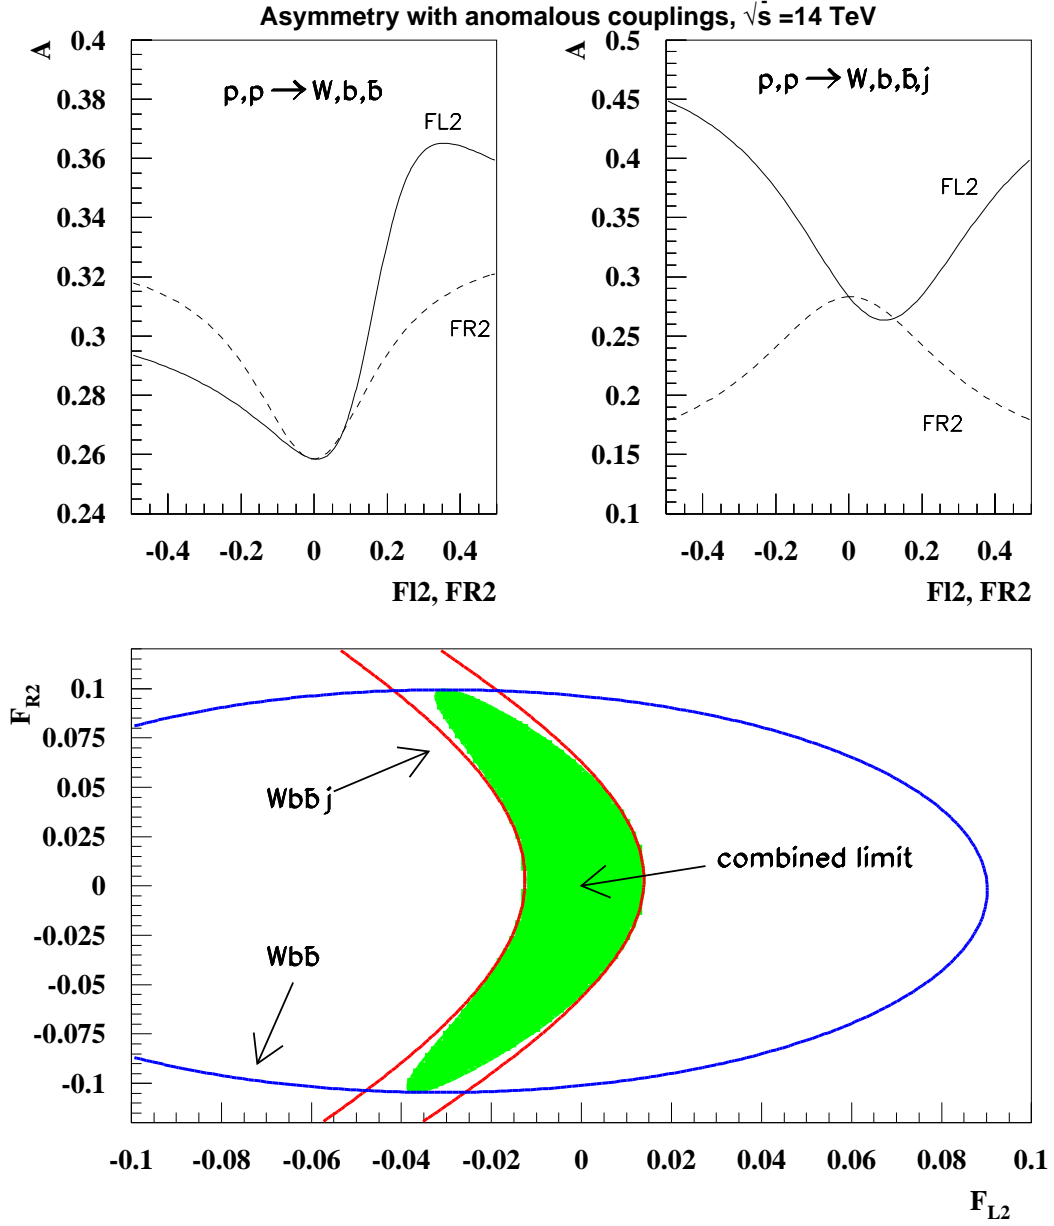 Asymmetry with anomalous couplings, √s =14 TeV
A
0.4
0.38
0.36
0.34
0.32
0.3
0.28
0.26
0.24
p,p → W,b,b̄
FL2
FR2
-0.4 -0.2 0 0.2 0.4
Fl2, FR2
A
0.5
0.45
0.4
0.35
0.3
0.25
0.2
0.15
0.1
p,p → W,b,b̄,j
FL2
FR2
-0.4 -0.2 0 0.2 0.4
Fl2, FR2
F_R2
0.1
0.075
0.05
0.025
0
-0.025
-0.05
-0.075
-0.1
Wbb̄j
combined limit
Wbb̄
-0.1 -0.08 -0.06 -0.04 -0.02 0 0.02 0.04 0.06 0.08 0.1
F_L2